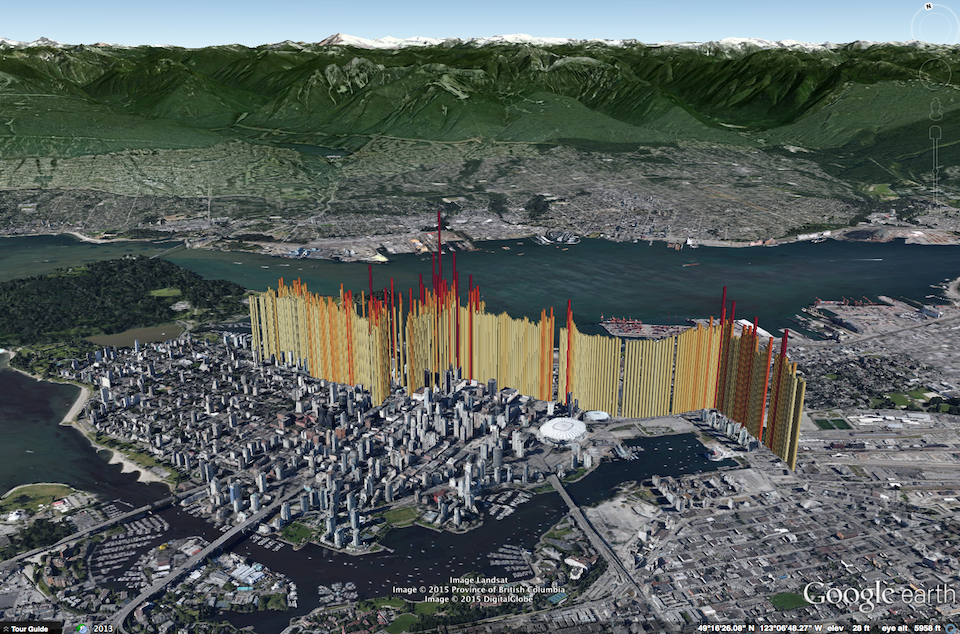 N
Image Landsat
Image © 2015 Province of British Columbia
Image © 2015 DigitalGlobe
Google earth
Tour Guide
2013
49°16'26.08" N 123°06'48.27" W elev 28 ft eye alt 5958 ft